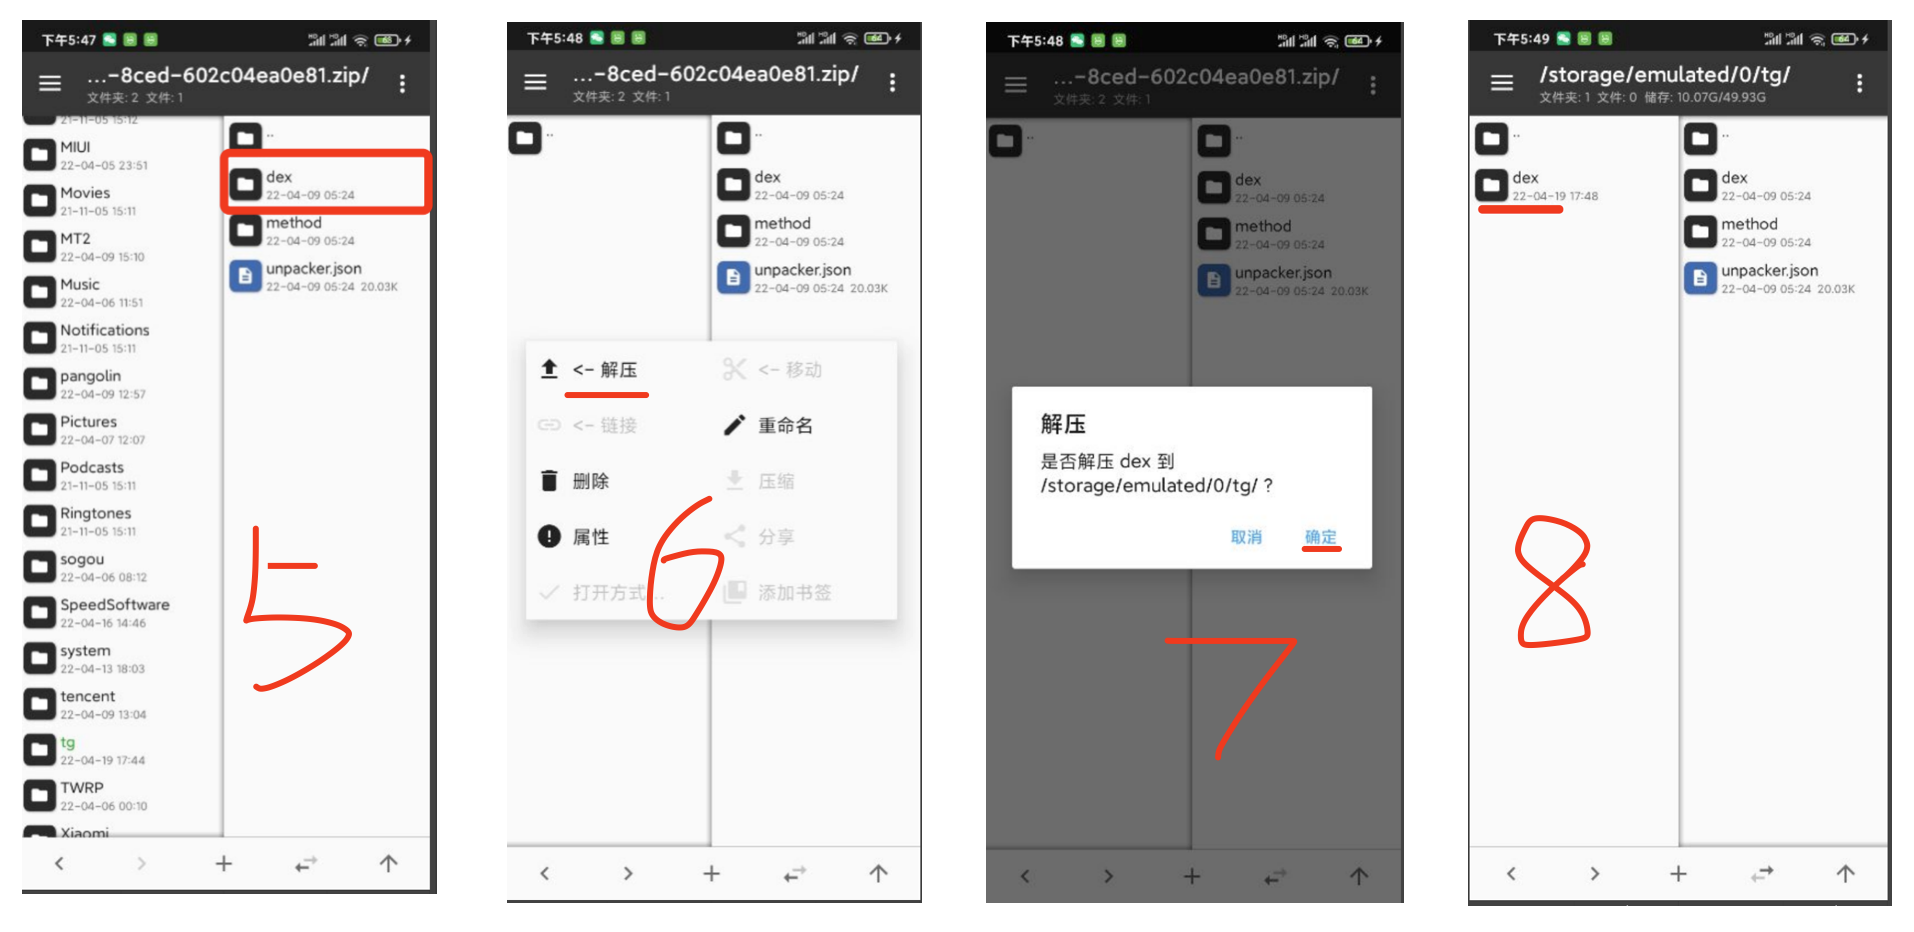 下午5:47
...-8ced-602c04ea0e81.zip/
文件夹: 2 文件: 1
21-11-05 15:12
MIUI
22-04-05 23:51
Movies
21-11-05 15:11
MT2
22-04-09 15:10
Music
22-04-06 11:51
Notifications
21-11-05 15:11
pangolin
22-04-09 12:57
Pictures
22-04-07 12:07
Podcasts
21-11-05 15:11
Ringtones
21-11-05 15:11
sogou
22-04-06 08:12
SpeedSoftware
22-04-16 14:46
system
22-04-13 18:03
tencent
22-04-09 13:04
tg
22-04-19 17:44
TWRP
22-04-06 00:10
Xiaomi
..
dex
22-04-09 05:24
method
22-04-09 05:24
unpacker.json
22-04-09 05:24 20.03K
5
下午5:48
64
...-8ced-602c04ea0e81.zip/
文件夹: 2 文件: 1
..
..
dex
22-04-09 05:24
method
22-04-09 05:24
unpacker.json
22-04-09 05:24 20.03K
<- 解压
<- 移动
<- 链接
重命名
删除
压缩
属性
分享
打开方式...
添加书签
6
下午5:48
64
...-8ced-602c04ea0e81.zip/
文件夹: 2 文件: 1
..
..
dex
22-04-09 05:24
method
22-04-09 05:24
unpacker.json
22-04-09 05:24 20.03K
解压
是否解压 dex 到
/storage/emulated/0/tg/ ?
取消 确定
7
下午5:49
64
/storage/emulated/0/tg/
文件夹: 1 文件: 0 储存: 10.07G/49.93G
..
dex
22-04-19 17:48
..
dex
22-04-09 05:24
method
22-04-09 05:24
unpacker.json
22-04-09 05:24 20.03K
8